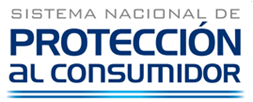 SISTEMA NACIONAL DE
PROTECCIÓN
AL CONSUMIDOR